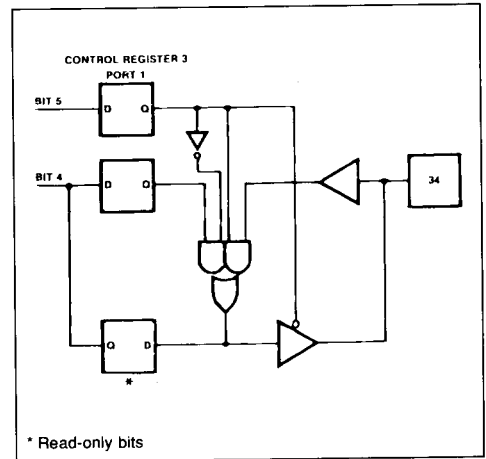 CONTROL REGISTER 3
PORT 1
BIT 5
D Q
BIT 4
D Q
34
Q D
*
* Read-only bits